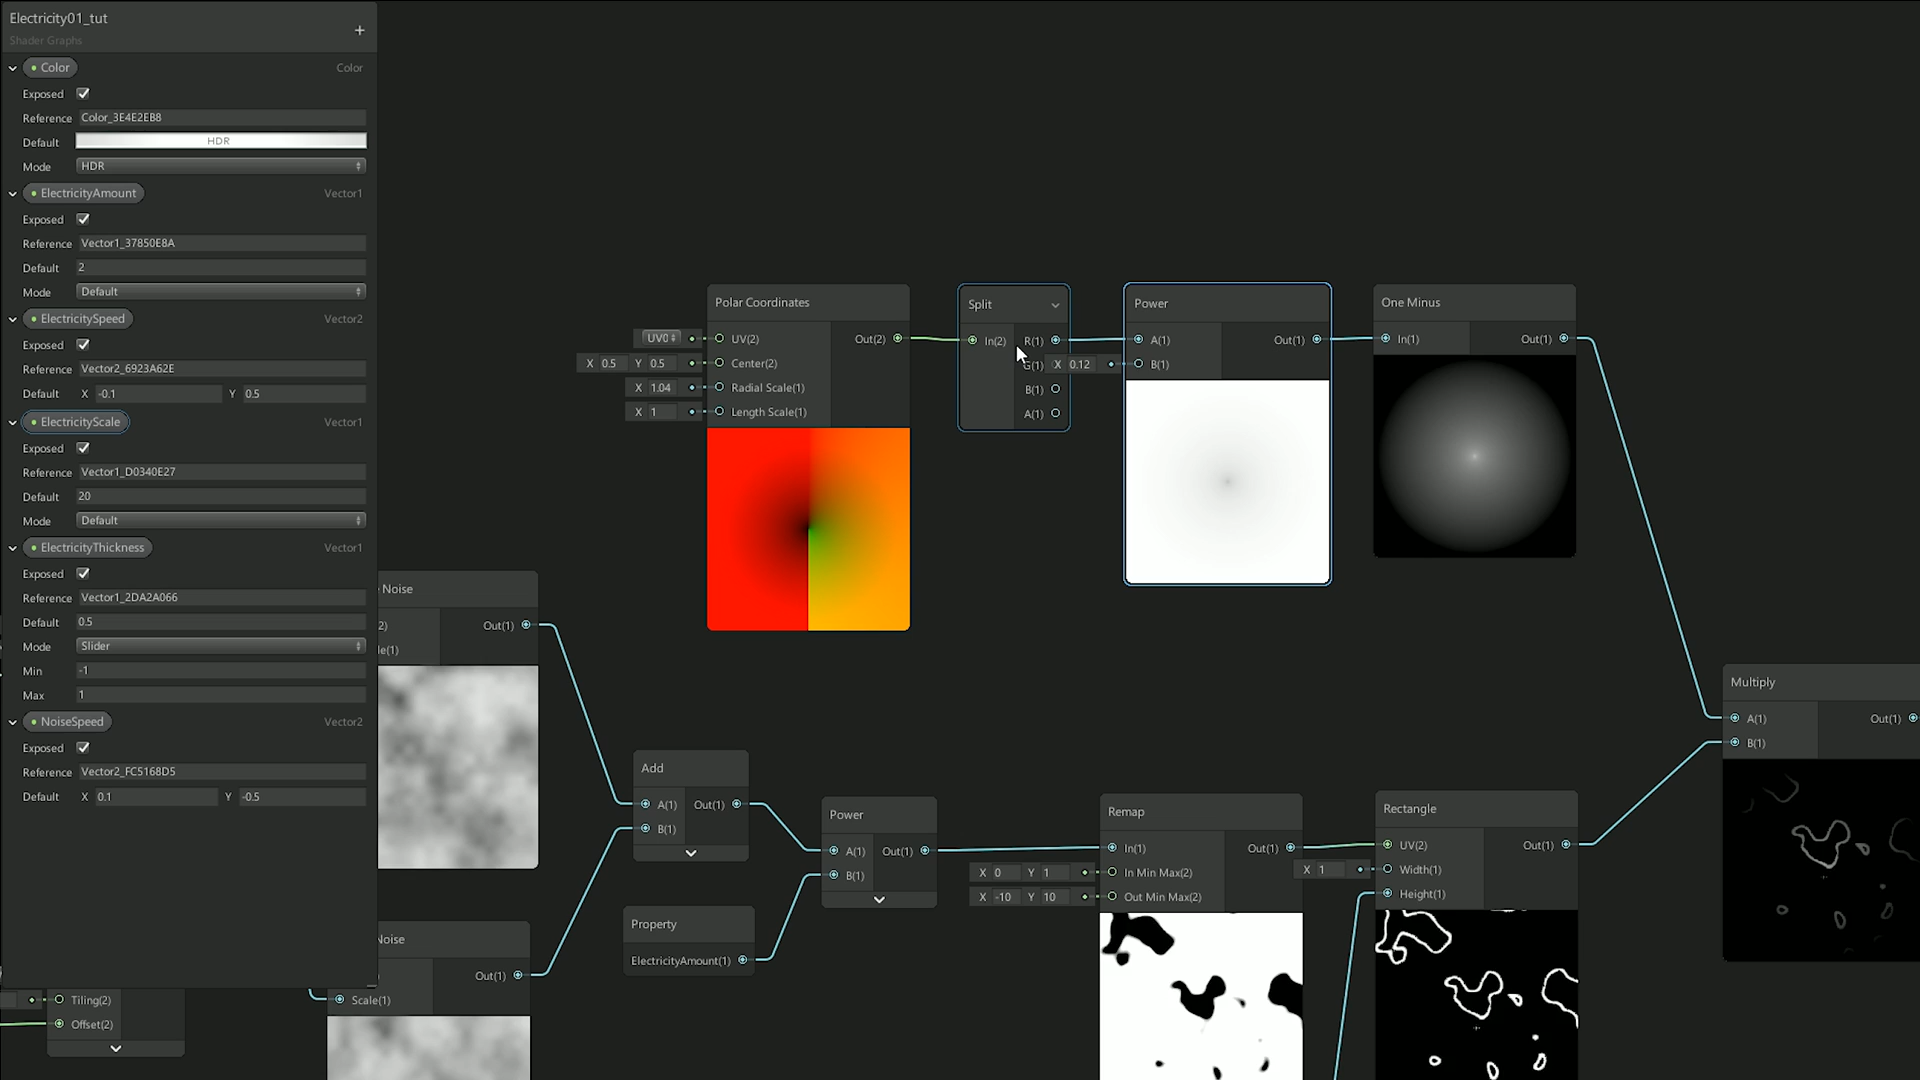 Electricity01_tut
Shader Graphs
+
Color Color
Exposed
Reference Color_3E4E2EB8
Default HDR
Mode HDR
ElectricityAmount Vector1
Exposed
Reference Vector1_37850E8A
Default 2
Mode Default
ElectricitySpeed Vector2
Exposed
Reference Vector2_6923A62E
Default X -0.1 Y 0.5
ElectricityScale Vector1
Exposed
Reference Vector1_D0340E27
Default 20
Mode Default
ElectricityThickness Vector1
Exposed
Reference Vector1_2DA2A066
Default 0.5
Mode Slider
Min -1
Max 1
NoiseSpeed Vector2
Exposed
Reference Vector2_FC5168D5
Default X 0.1 Y -0.5
Tiling(2)
Offset(2)
Noise
2) Out(1)
le(1)
Noise
Out(1)
Scale(1)
Polar Coordinates
UV0 UV(2) Out(2)
X 0.5 Y 0.5 Center(2)
X 1.04 Radial Scale(1)
X 1 Length Scale(1)
Split
In(2) R(1)
G(1)
B(1)
A(1)
Power
A(1) Out(1)
X 0.12 B(1)
One Minus
In(1) Out(1)
Add
A(1) Out(1)
B(1)
Property
ElectricityAmount(1)
Power
A(1) Out(1)
B(1)
Remap
In(1) Out(1)
X 0 Y 1 In Min Max(2)
X -10 Y 10 Out Min Max(2)
Rectangle
UV(2) Out(1)
X 1 Width(1)
Height(1)
Multiply
A(1) Out(1)
B(1)